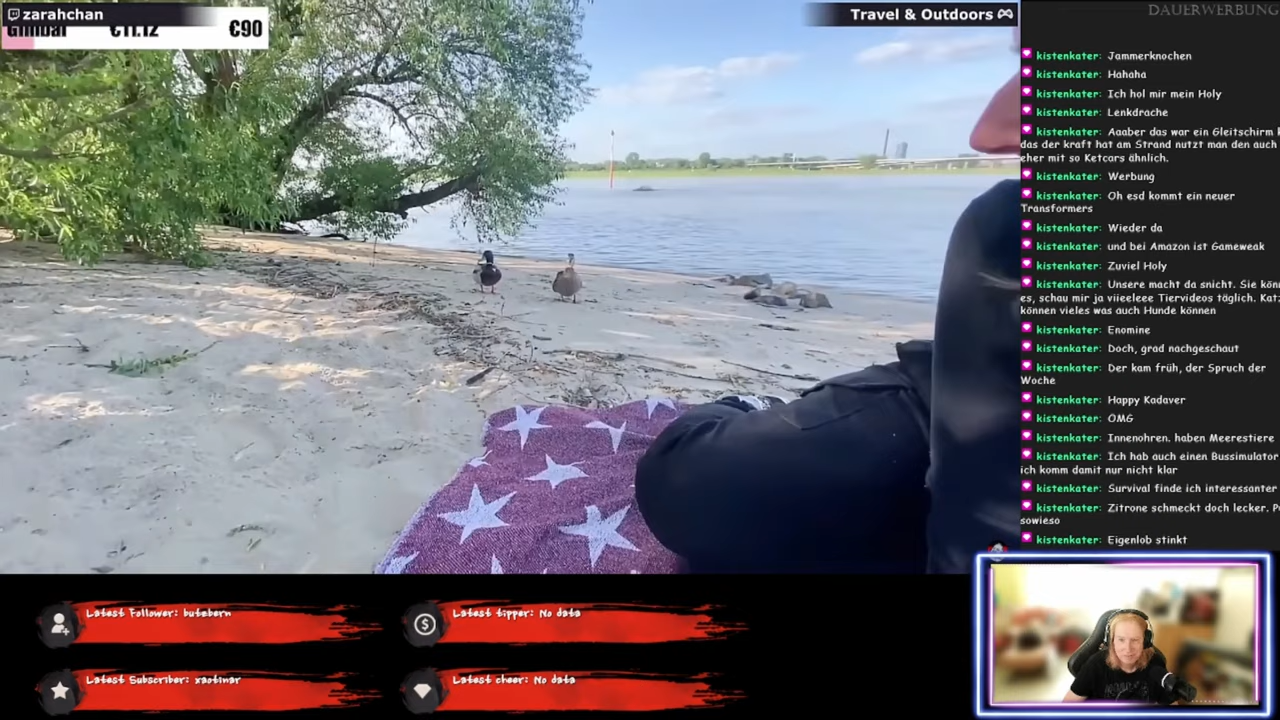 zarahchan
Gimbal €11.12 €90
Travel & Outdoors
DAUERWERBUNG
kistenkater: Jammerknochen
kistenkater: Hahaha
kistenkater: Ich hol mir mein Holy
kistenkater: Lenkdrache
kistenkater: Aaaber das war ein Gleitschirm
das der kraft hat am Strand nutzt man den auch
eher mit so Ketcars ähnlich.
kistenkater: Werbung
kistenkater: Oh esd kommt ein neuer
Transformers
kistenkater: Wieder da
kistenkater: und bei Amazon ist Gameweak
kistenkater: Zuviel Holy
kistenkater: Unsere macht da snicht. Sie kön
es, schau mir ja viieleee Tiervideos täglich. Kat
können vieles was auch Hunde können
kistenkater: Enomine
kistenkater: Doch, grad nachgeschaut
kistenkater: Der kam früh, der Spruch der
Woche
kistenkater: Happy Kadaver
kistenkater: OMG
kistenkater: Innenohren. haben Meerestiere
kistenkater: Ich hab auch einen Bussimulator
ich komm damit nur nicht klar
kistenkater: Survival finde ich interessanter
kistenkater: Zitrone schmeckt doch lecker. P
sowieso
kistenkater: Eigenlob stinkt
Latest Follower: butzbern
Latest tipper: No data
Latest Subscriber: xaotinar
Latest cheer: No data